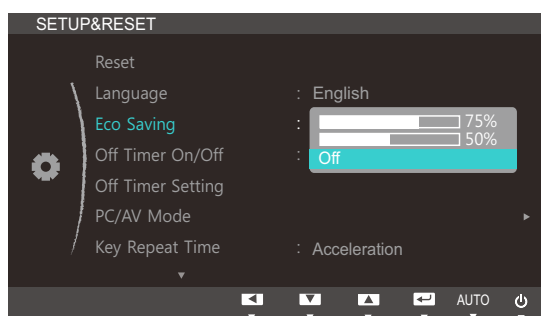 SETUP&RESET
Reset
Language : English
Eco Saving : 75%
50%
Off Timer On/Off : Off
Off Timer Setting
PC/AV Mode
Key Repeat Time : Acceleration
AUTO